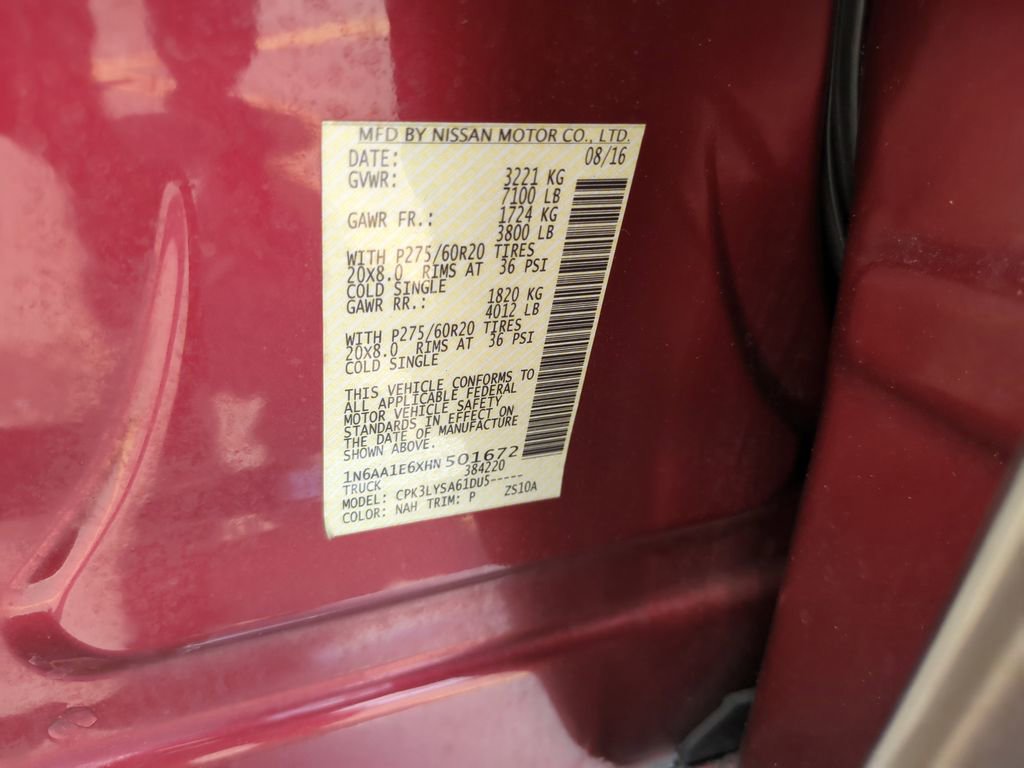 MFD BY NISSAN MOTOR CO., LTD.
DATE: 08/16
GVWR: 3221 KG
7100 LB
GAWR FR.: 1724 KG
3800 LB
WITH P275/60R20 TIRES
20X8.0 RIMS AT 36 PSI
COLD SINGLE
GAWR RR.: 1820 KG
4012 LB
WITH P275/60R20 TIRES
20X8.0 RIMS AT 36 PSI
COLD SINGLE
THIS VEHICLE CONFORMS TO
ALL APPLICABLE FEDERAL
MOTOR VEHICLE SAFETY
STANDARDS IN EFFECT ON
THE DATE OF MANUFACTURE
SHOWN ABOVE.
1N6AA1E6XHN501672
TRUCK 384220
MODEL: CPK3LYSA61DU5-----
COLOR: NAH TRIM: P ZS10A